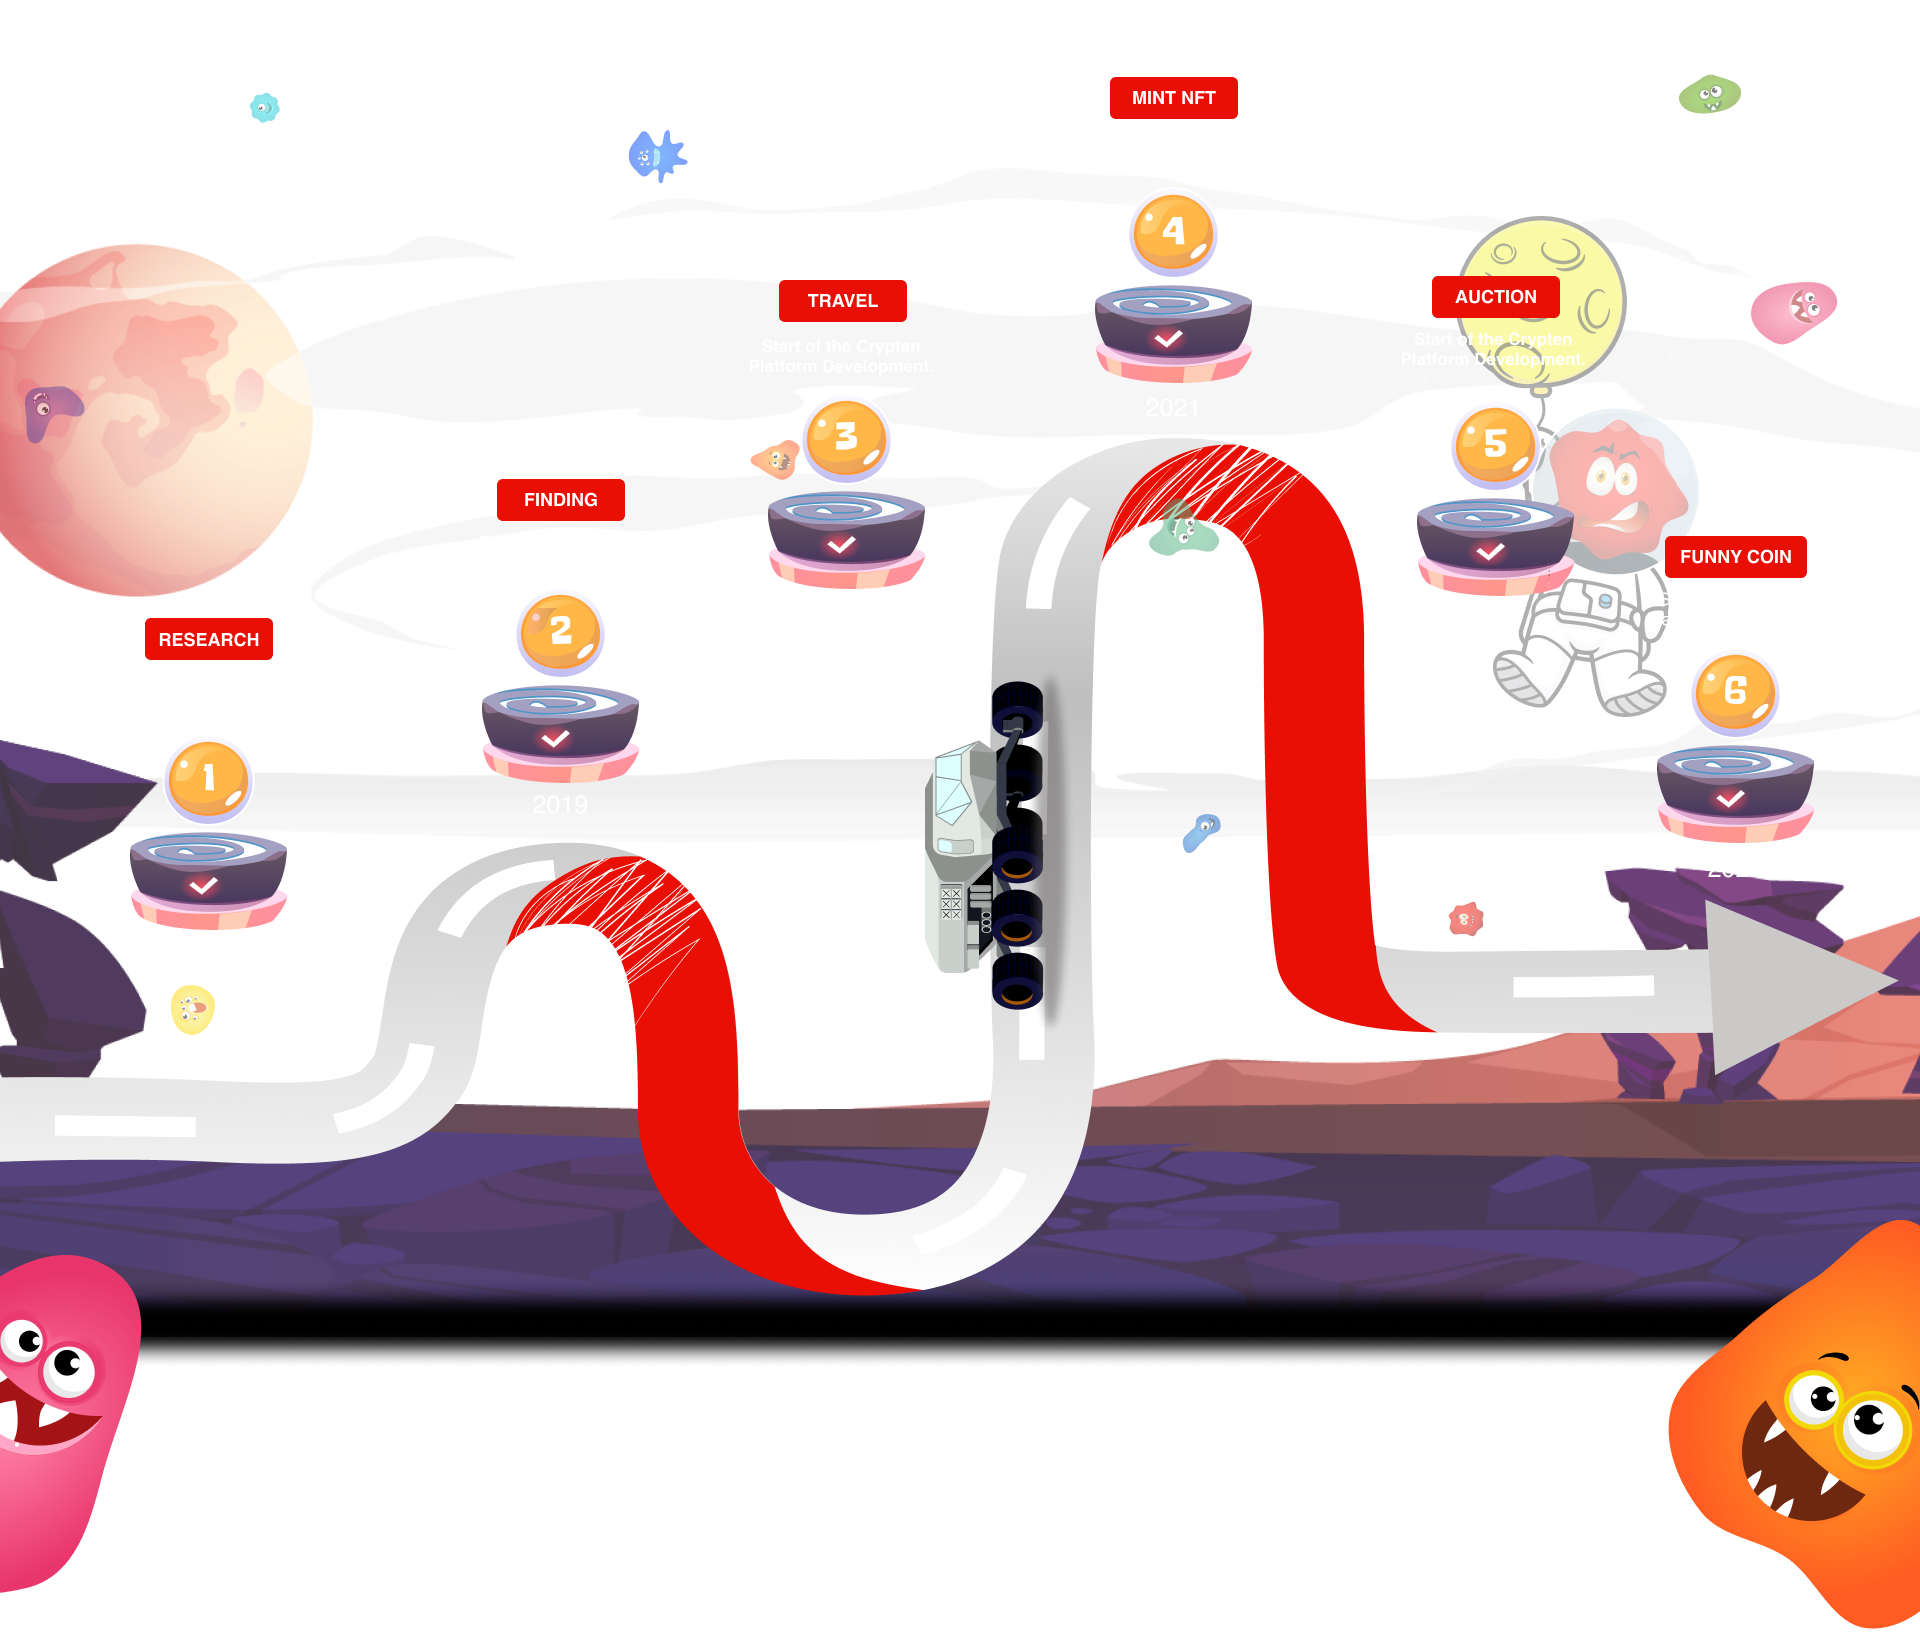 MINT NFT
4
2021
TRAVEL
Start of the Crypten
Platform Development.
3
AUCTION
Start of the Crypten
Platform Development.
5
FINDING
2
2019
FUNNY COIN
6
RESEARCH
1